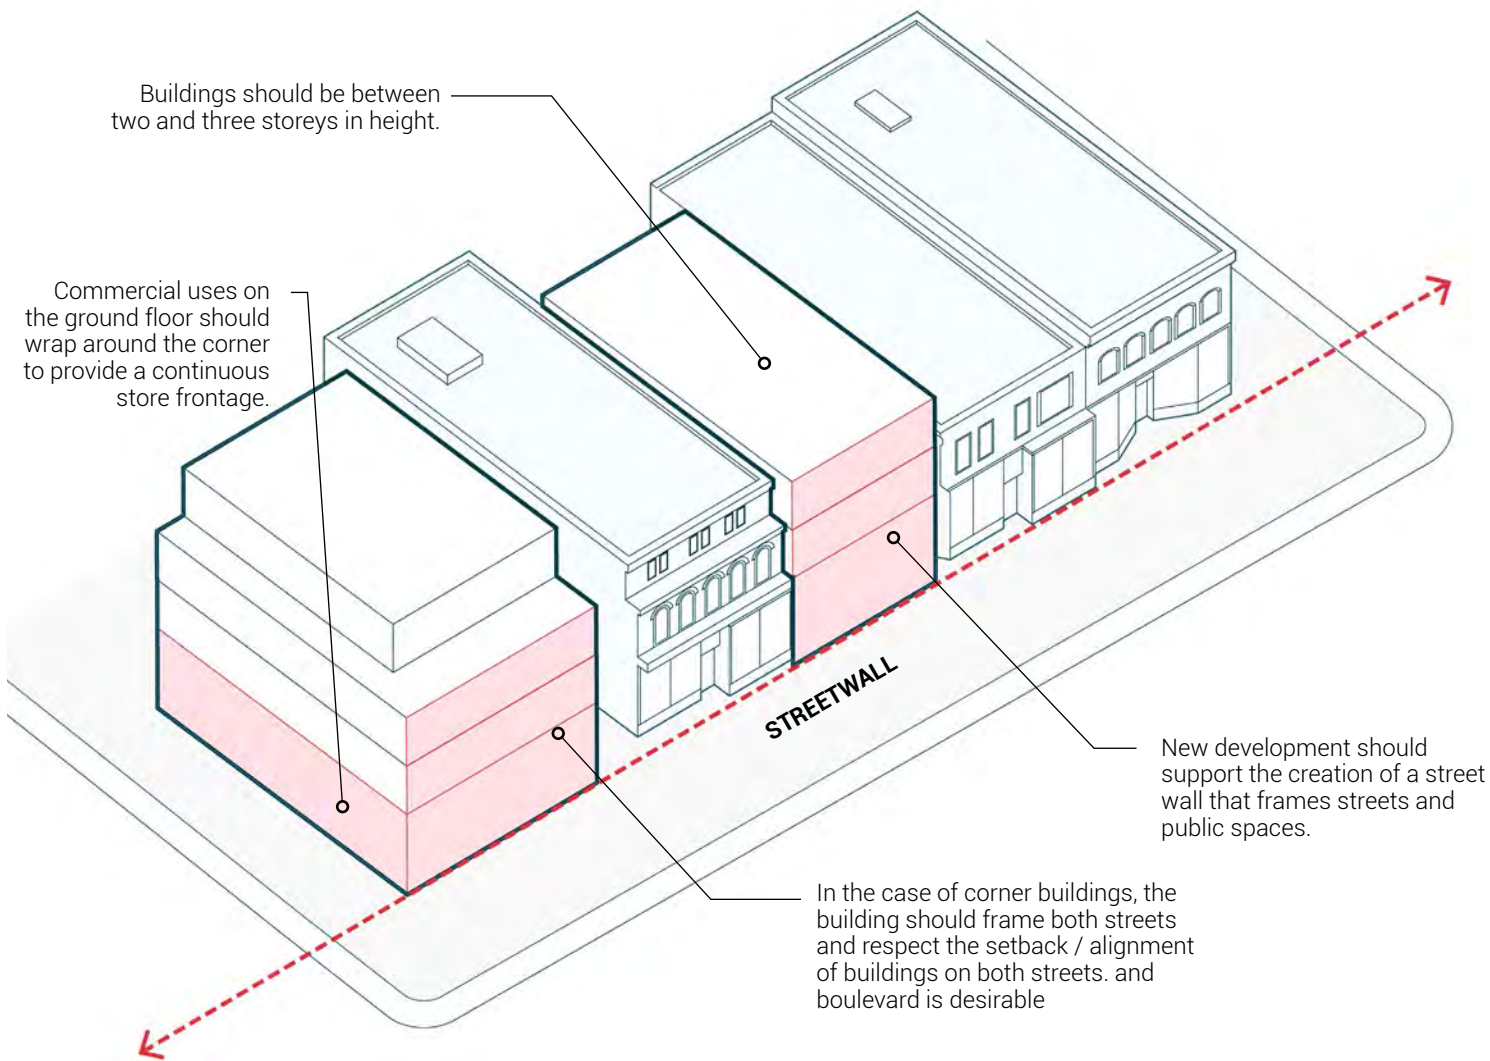 Buildings should be between
two and three storeys in height.
Commercial uses on
the ground floor should
wrap around the corner
to provide a continuous
store frontage.
STREETWALL
New development should
support the creation of a street
wall that frames streets and
public spaces.
In the case of corner buildings, the
building should frame both streets
and respect the setback / alignment
of buildings on both streets. and
boulevard is desirable